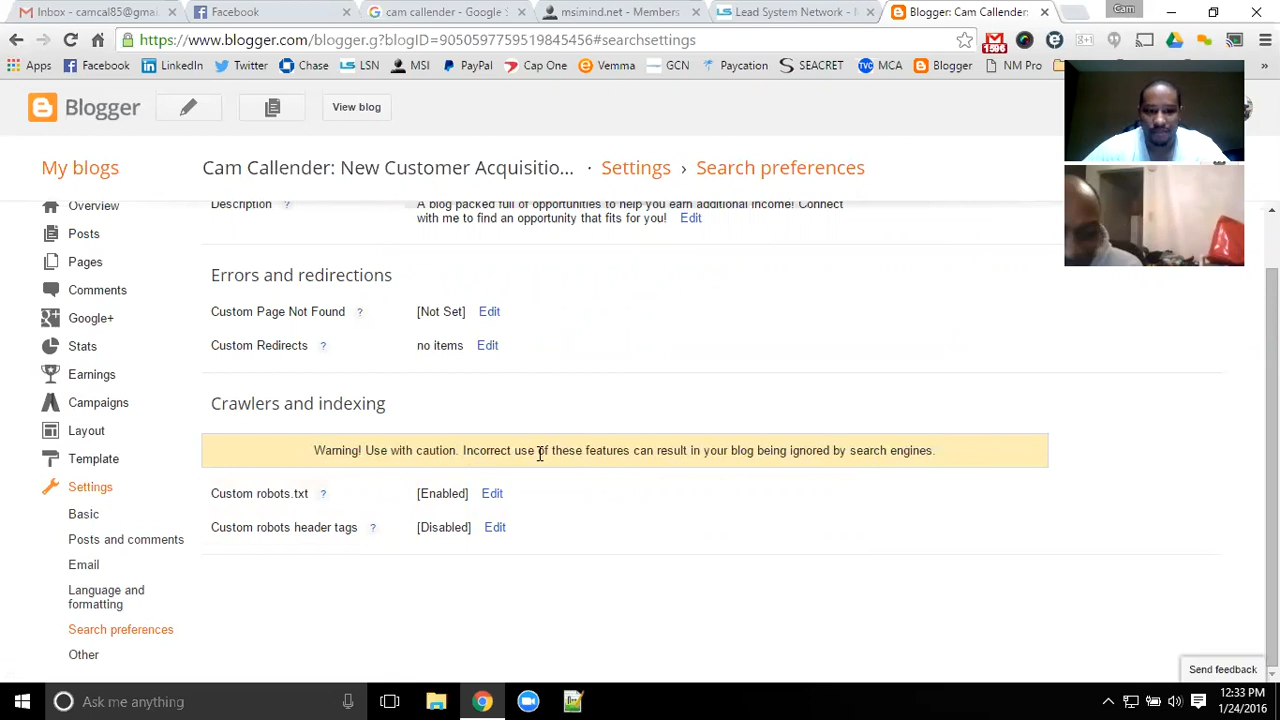 Inbox - camcal85@gma
Facebook
cam callender - Google S
msimind.net - Members
Lead System Network - M
Blogger: Cam Callender:
Cam
https://www.blogger.com/blogger.g?blogID=9050597759519845456#searchsettings
1596
Apps Facebook LinkedIn Twitter Chase LSN MSI PayPal Cap One Vemma GCN Paycation SEACRET MCA Blogger NM Pro
Blogger
View blog
My blogs
Cam Callender: New Customer Acquisitio... · Settings › Search preferences
Overview
Posts
Pages
Comments
Google+
Stats
Earnings
Campaigns
Layout
Template
Settings
Basic
Posts and comments
Email
Language and
formatting
Search preferences
Other
Description ? A blog packed full of opportunities to help you earn additional income! Connect
with me to find an opportunity that fits for you! Edit
Errors and redirections
Custom Page Not Found ? [Not Set] Edit
Custom Redirects ? no items Edit
Crawlers and indexing
Warning! Use with caution. Incorrect use of these features can result in your blog being ignored by search engines.
Custom robots.txt ? [Enabled] Edit
Custom robots header tags ? [Disabled] Edit
Send feedback
Ask me anything
12:33 PM
1/24/2016